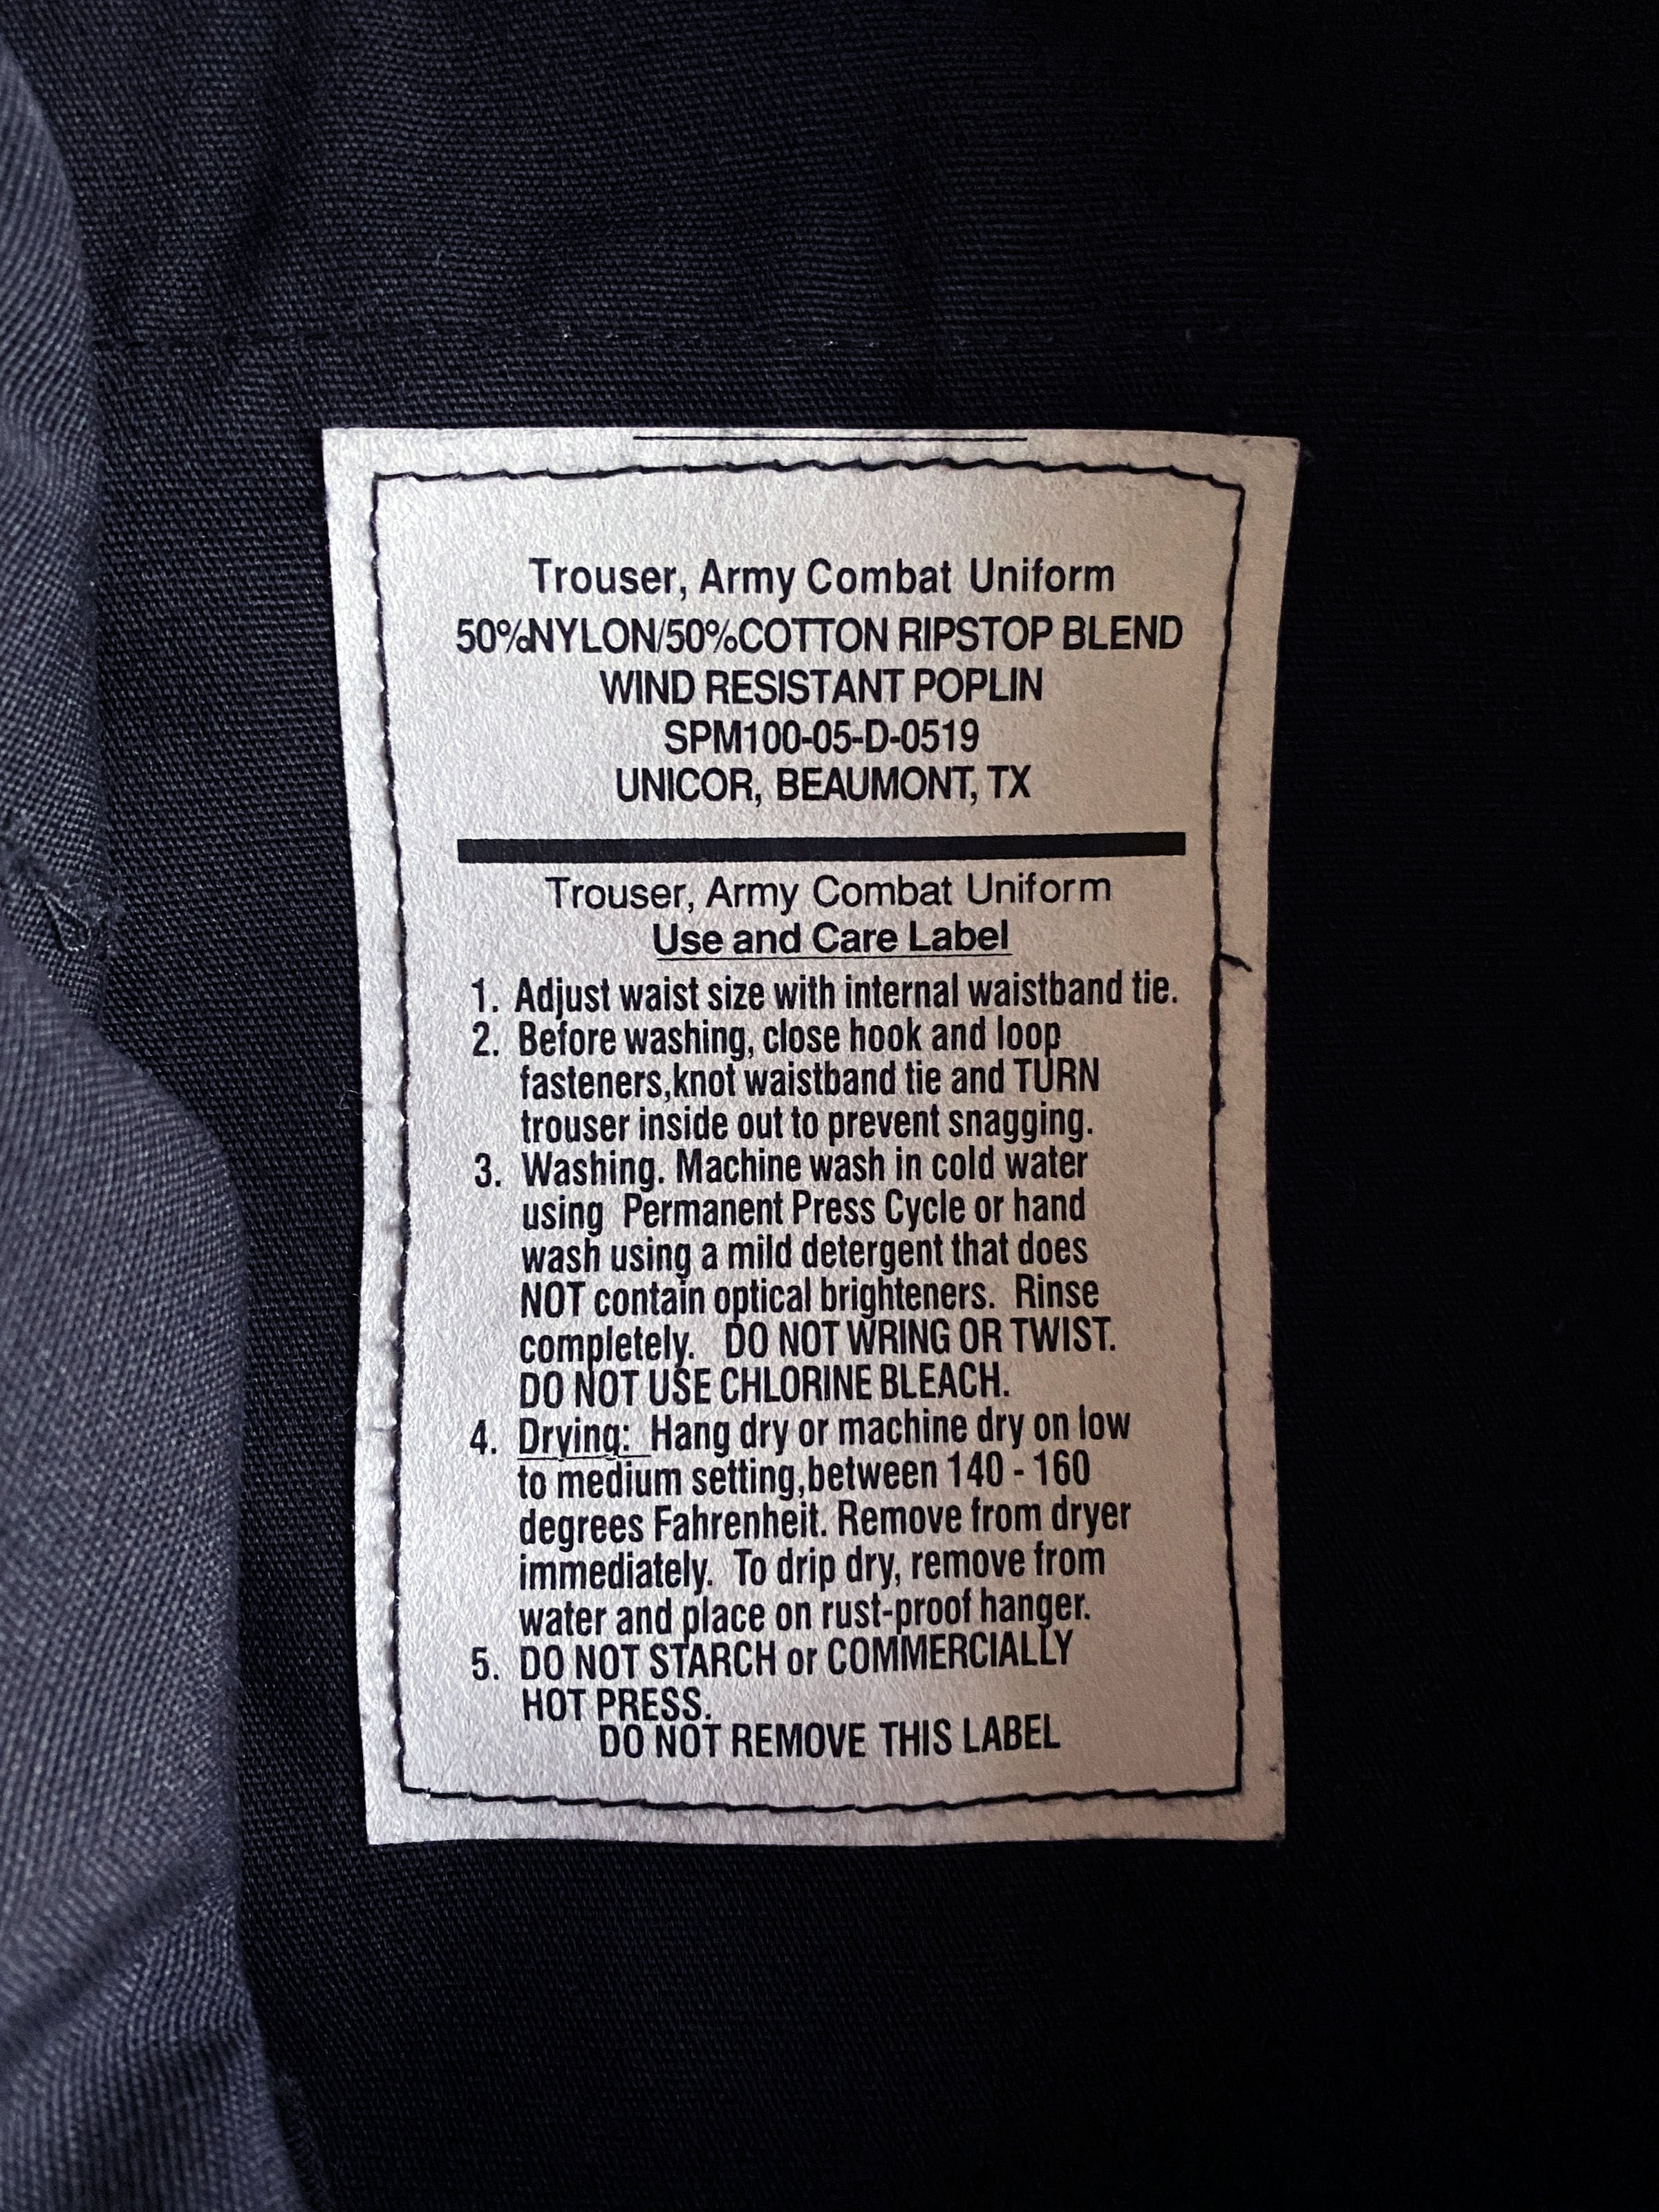 Trouser, Army Combat Uniform
50%NYLON/50%COTTON RIPSTOP BLEND
WIND RESISTANT POPLIN
SPM100-05-D-0519
UNICOR, BEAUMONT, TX
Trouser, Army Combat Uniform
Use and Care Label
1. Adjust waist size with internal waistband tie.
2. Before washing, close hook and loop
fasteners,knot waistband tie and TURN
trouser inside out to prevent snagging.
3. Washing. Machine wash in cold water
using Permanent Press Cycle or hand
wash using a mild detergent that does
NOT contain optical brighteners. Rinse
completely. DO NOT WRING OR TWIST.
DO NOT USE CHLORINE BLEACH.
4. Drying: Hang dry or machine dry on low
to medium setting,between 140 - 160
degrees Fahrenheit. Remove from dryer
immediately. To drip dry, remove from
water and place on rust-proof hanger.
5. DO NOT STARCH or COMMERCIALLY
HOT PRESS.
DO NOT REMOVE THIS LABEL